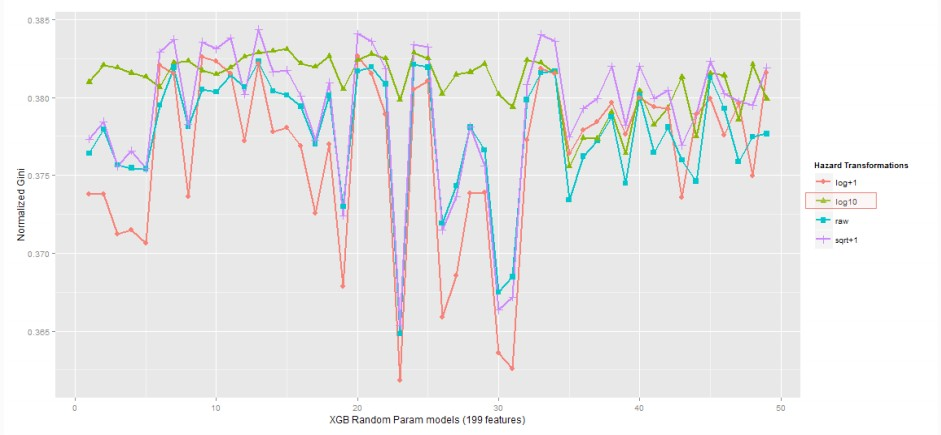 0.385
0.380
0.375
0.370
0.365
Normalized Gini
0
10
20
30
40
50
XGB Random Param models (199 features)
Hazard Transformations
log+1
log10
raw
sqrt+1